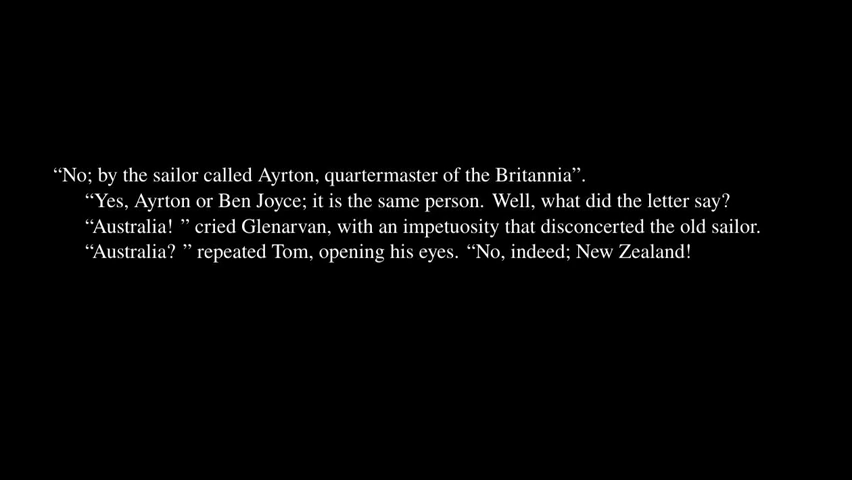 “No; by the sailor called Ayrton, quartermaster of the Britannia”.
“Yes, Ayrton or Ben Joyce; it is the same person. Well, what did the letter say?
“Australia! ” cried Glenarvan, with an impetuosity that disconcerted the old sailor.
“Australia? ” repeated Tom, opening his eyes. “No, indeed; New Zealand!